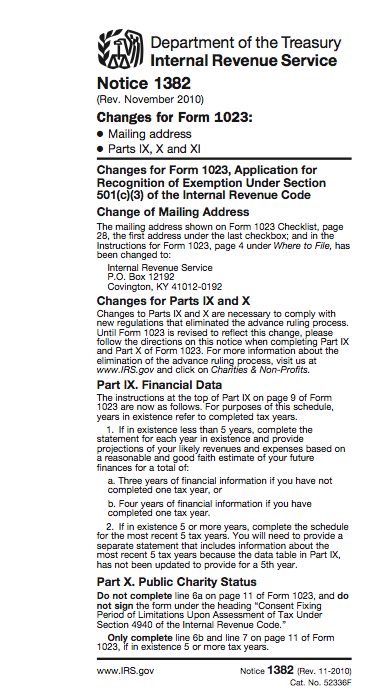 Department of the Treasury
Internal Revenue Service
Notice 1382
(Rev. November 2010)
Changes for Form 1023:
● Mailing address
● Parts IX, X and XI
Changes for Form 1023, Application for
Recognition of Exemption Under Section
501(c)(3) of the Internal Revenue Code
Change of Mailing Address
The mailing address shown on Form 1023 Checklist, page
28, the first address under the last checkbox; and in the
Instructions for Form 1023, page 4 under Where to File, has
been changed to:
Internal Revenue Service
P.O. Box 12192
Covington, KY 41012-0192
Changes for Parts IX and X
Changes to Parts IX and X are necessary to comply with
new regulations that eliminated the advance ruling process.
Until Form 1023 is revised to reflect this change, please
follow the directions on this notice when completing Part IX
and Part X of Form 1023. For more information about the
elimination of the advance ruling process, visit us at
www.IRS.gov and click on Charities & Non-Profits.
Part IX. Financial Data
The instructions at the top of Part IX on page 9 of Form
1023 are now as follows. For purposes of this schedule,
years in existence refer to completed tax years.
1. If in existence less than 5 years, complete the
statement for each year in existence and provide
projections of your likely revenues and expenses based on
a reasonable and good faith estimate of your future
finances for a total of:
a. Three years of financial information if you have not
completed one tax year, or
b. Four years of financial information if you have
completed one tax year.
2. If in existence 5 or more years, complete the schedule
for the most recent 5 tax years. You will need to provide a
separate statement that includes information about the
most recent 5 tax years because the data table in Part IX,
has not been updated to provide for a 5th year.
Part X. Public Charity Status
Do not complete line 6a on page 11 of Form 1023, and do
not sign the form under the heading “Consent Fixing
Period of Limitations Upon Assessment of Tax Under
Section 4940 of the Internal Revenue Code.”
Only complete line 6b and line 7 on page 11 of Form
1023, if in existence 5 or more tax years.
www.IRS.gov Notice 1382 (Rev. 11-2010)
Cat. No. 52336F